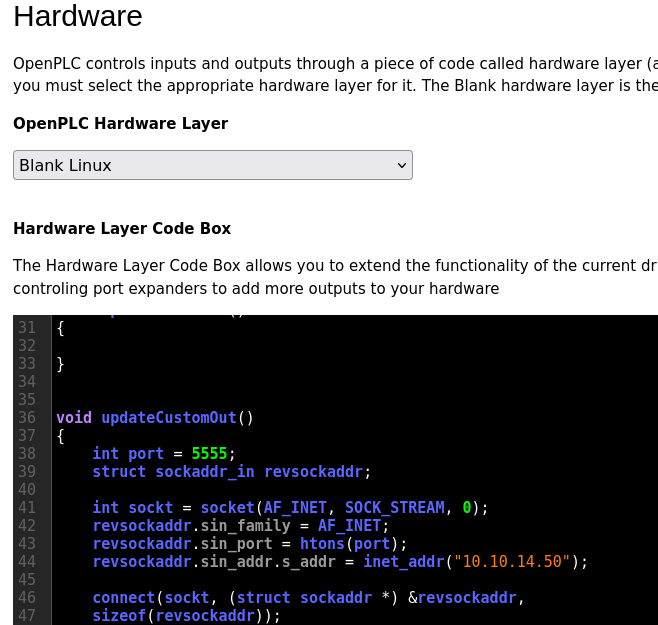 Hardware
OpenPLC controls inputs and outputs through a piece of code called hardware layer (a
you must select the appropriate hardware layer for it. The Blank hardware layer is the
OpenPLC Hardware Layer
Blank Linux
Hardware Layer Code Box
The Hardware Layer Code Box allows you to extend the functionality of the current dr
controling port expanders to add more outputs to your hardware
31 {
32
33 }
34
35
36 void updateCustomOut()
37 {
38     int port = 5555;
39     struct sockaddr_in revsockaddr;
40
41     int sockt = socket(AF_INET, SOCK_STREAM, 0);
42     revsockaddr.sin_family = AF_INET;
43     revsockaddr.sin_port = htons(port);
44     revsockaddr.sin_addr.s_addr = inet_addr("10.10.14.50");
45
46     connect(sockt, (struct sockaddr *) &revsockaddr,
47     sizeof(revsockaddr));